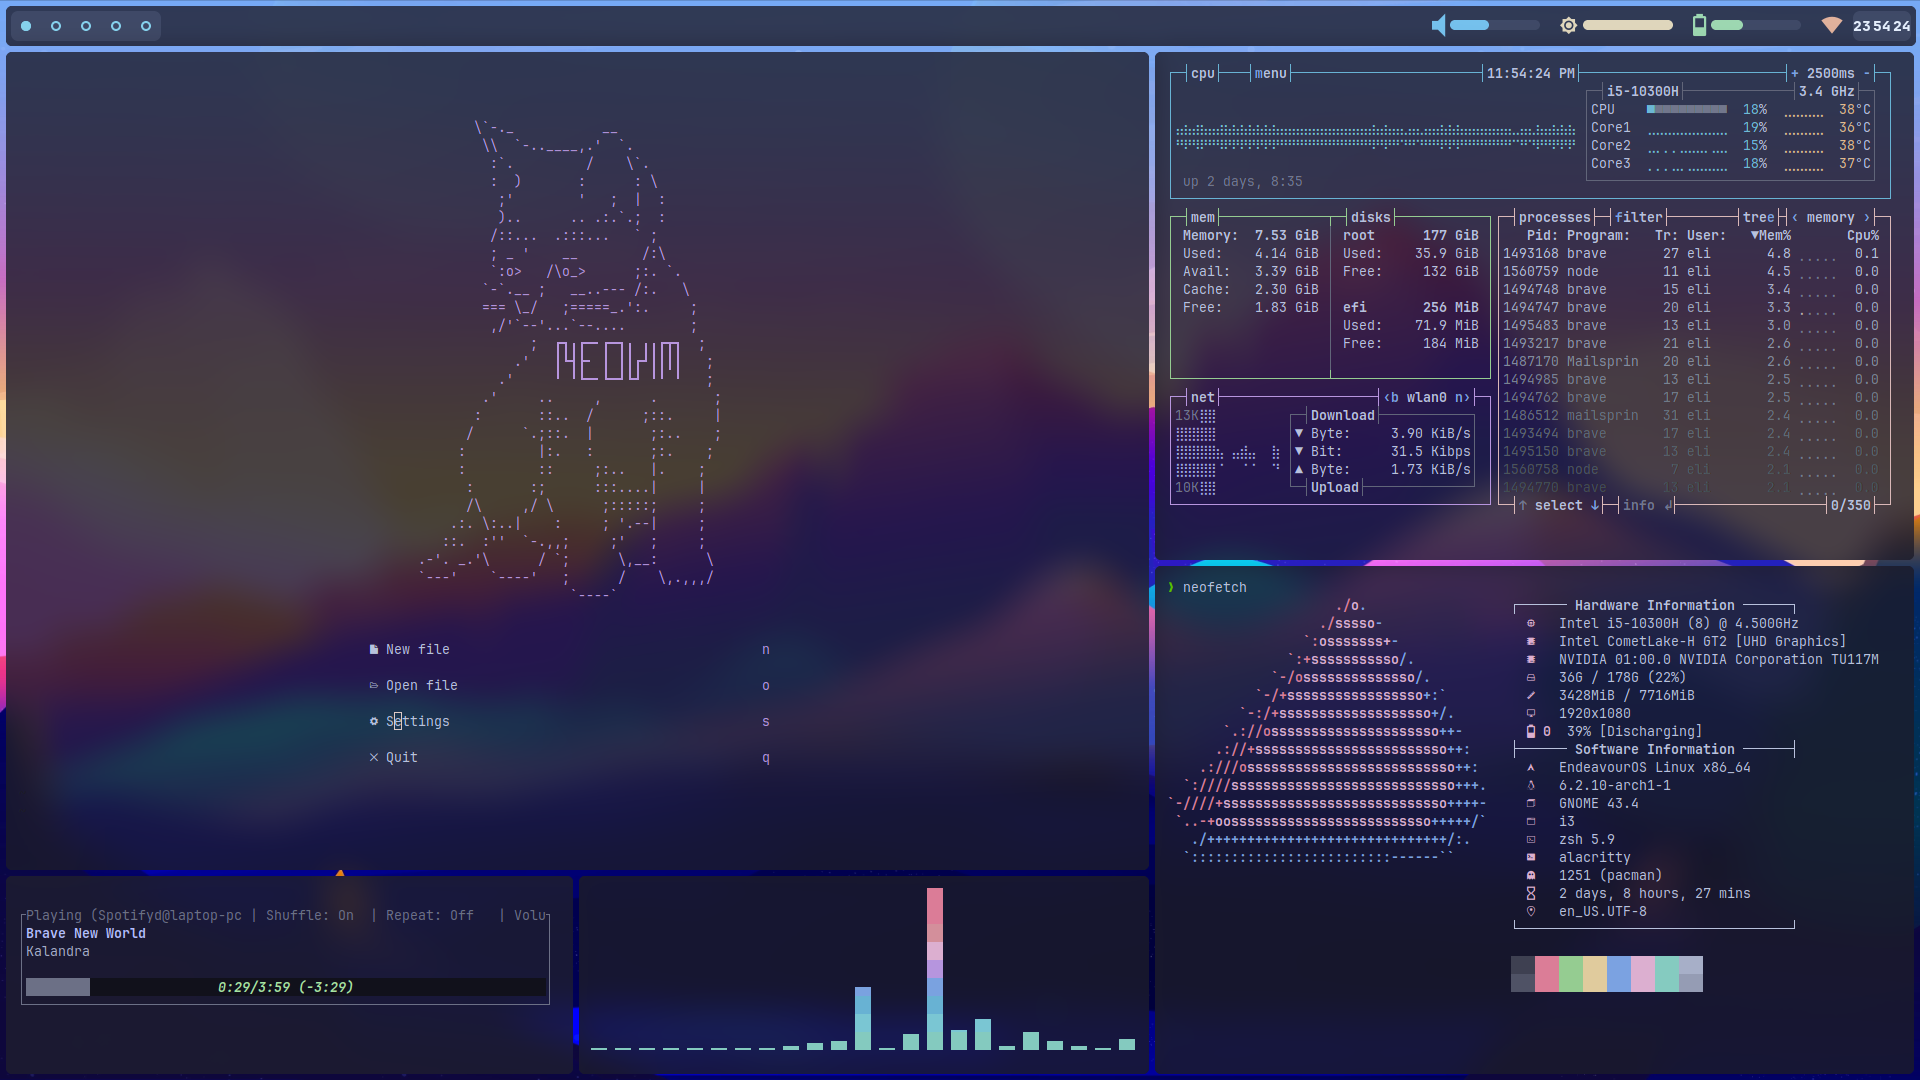 23 54 24
MEOVIM
New file n
Open file o
Settings s
Quit q
Playing (Spotifyd@laptop-pc | Shuffle: On | Repeat: Off | Volu
Brave New World
Kalandra
0:29/3:59 (-3:29)
cpu menu 11:54:24 PM + 2500ms -
i5-10300H 3.4 GHz
CPU 18% 38°C
Core1 19% 36°C
Core2 15% 38°C
Core3 18% 37°C
up 2 days, 8:35
mem disks
Memory: 7.53 GiB root 177 GiB
Used: 4.14 GiB Used: 35.9 GiB
Avail: 3.39 GiB Free: 132 GiB
Cache: 2.30 GiB
Free: 1.83 GiB efi 256 MiB
Used: 71.9 MiB
Free: 184 MiB
net ‹b wlan0 n›
13K Download
▼ Byte: 3.90 KiB/s
▼ Bit: 31.5 Kibps
▲ Byte: 1.73 KiB/s
10K Upload
processes filter tree ‹ memory ›
Pid: Program: Tr: User: ▼Mem% Cpu%
1493168 brave 27 eli 4.8 0.1
1560759 node 11 eli 4.5 0.0
1494748 brave 15 eli 3.4 0.0
1494747 brave 20 eli 3.3 0.0
1495483 brave 13 eli 3.0 0.0
1493217 brave 21 eli 2.6 0.0
1487170 Mailsprin 20 eli 2.6 0.0
1494985 brave 13 eli 2.5 0.0
1494762 brave 17 eli 2.5 0.0
1486512 mailsprin 31 eli 2.4 0.0
1493494 brave 17 eli 2.4 0.0
1495150 brave 13 eli 2.4 0.0
1560758 node 7 eli 2.1 0.0
1494770 brave 13 eli 2.1 0.0
↑ select ↓ info ↲ 0/350
❯ neofetch
Hardware Information
Intel i5-10300H (8) @ 4.500GHz
Intel CometLake-H GT2 [UHD Graphics]
NVIDIA 01:00.0 NVIDIA Corporation TU117M
36G / 178G (22%)
3428MiB / 7716MiB
1920x1080
0 39% [Discharging]
Software Information
EndeavourOS Linux x86_64
6.2.10-arch1-1
GNOME 43.4
i3
zsh 5.9
alacritty
1251 (pacman)
2 days, 8 hours, 27 mins
en_US.UTF-8